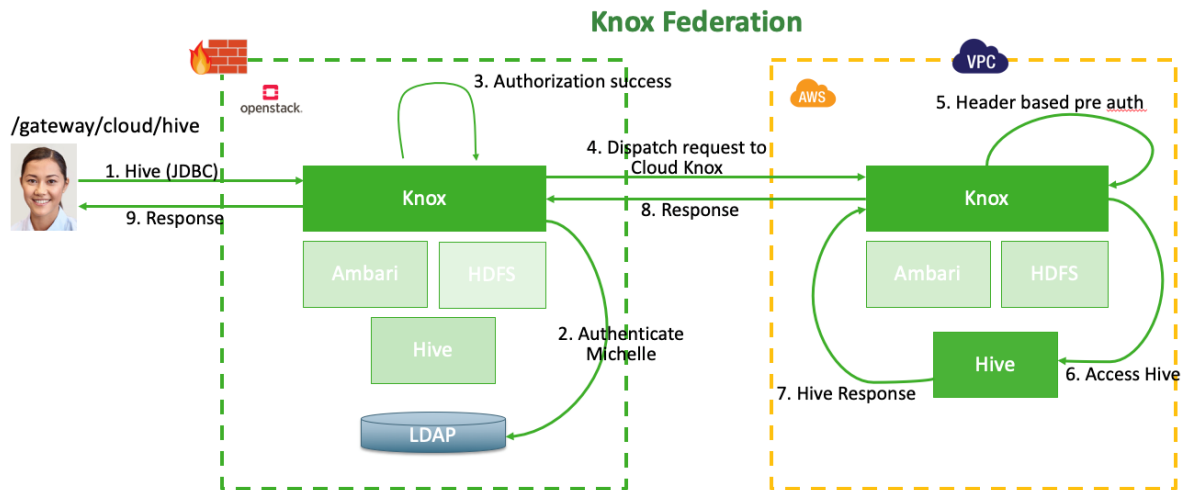 Knox Federation
VPC
openstack.
AWS
3. Authorization success
5. Header based pre auth
/gateway/cloud/hive
1. Hive (JDBC)
4. Dispatch request to
Cloud Knox
Knox
Knox
9. Response
8. Response
Ambari
HDFS
Ambari
HDFS
2. Authenticate
Michelle
Hive
Hive
6. Access Hive
7. Hive Response
LDAP